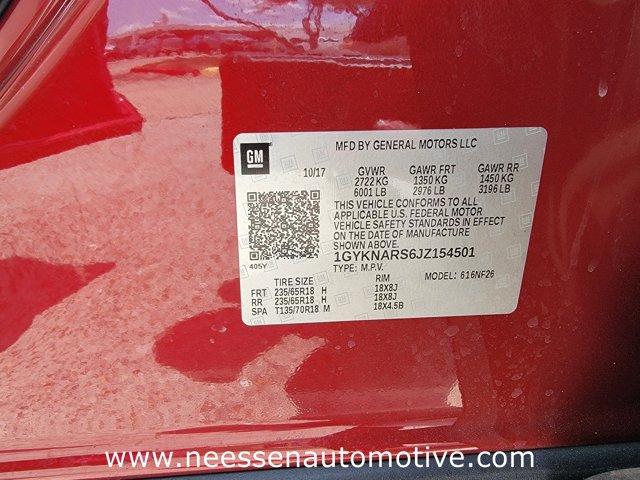 GM
MFD BY GENERAL MOTORS LLC
10/17 GVWR GAWR FRT GAWR RR
2722 KG 1350 KG 1450 KG
6001 LB 2976 LB 3196 LB
THIS VEHICLE CONFORMS TO ALL
APPLICABLE U.S. FEDERAL MOTOR
VEHICLE SAFETY STANDARDS IN EFFECT
ON THE DATE OF MANUFACTURE
SHOWN ABOVE.
1GYKNARS6JZ154501
405Y TYPE: M.P.V. MODEL: 616NF26
TIRE SIZE RIM
FRT 235/65R18 H 18X8J
RR 235/65R18 H 18X8J
SPA T135/70R18 M 18X4.5B
www.neessenautomotive.com